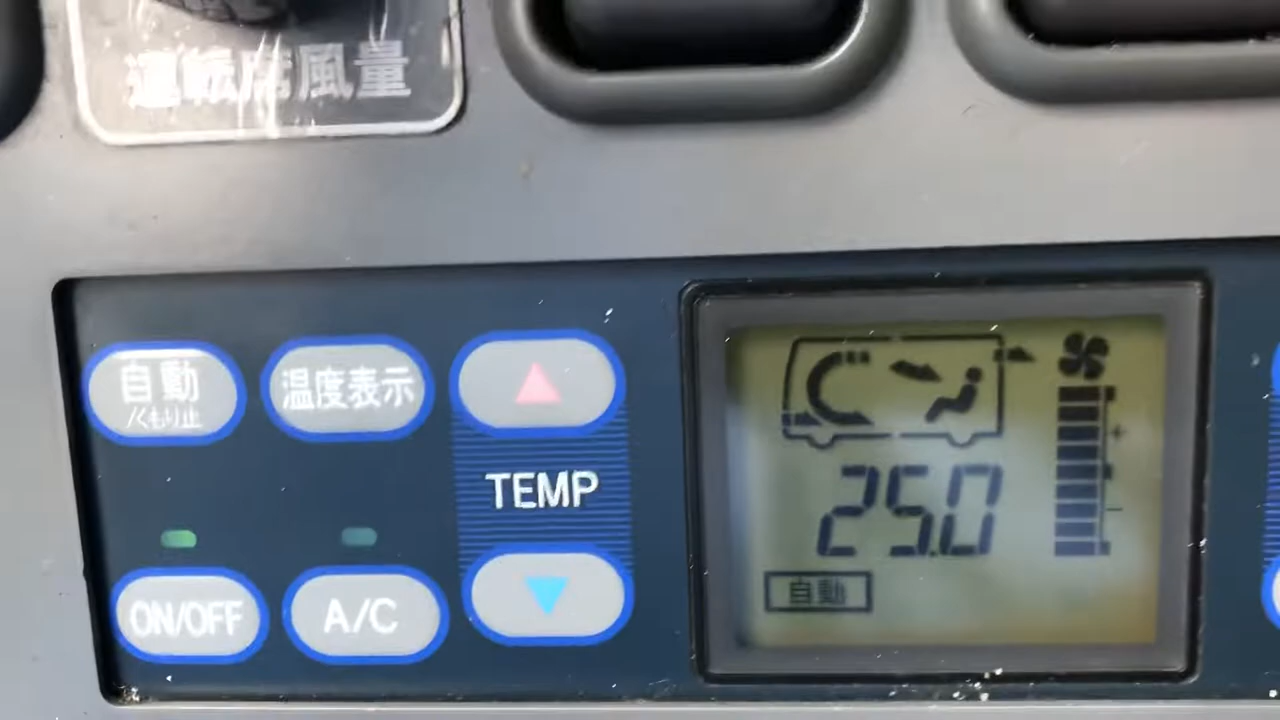 運転席風量
自動
/くもり止
温度表示
TEMP
ON/OFF
A/C
25.0
自動
+
-